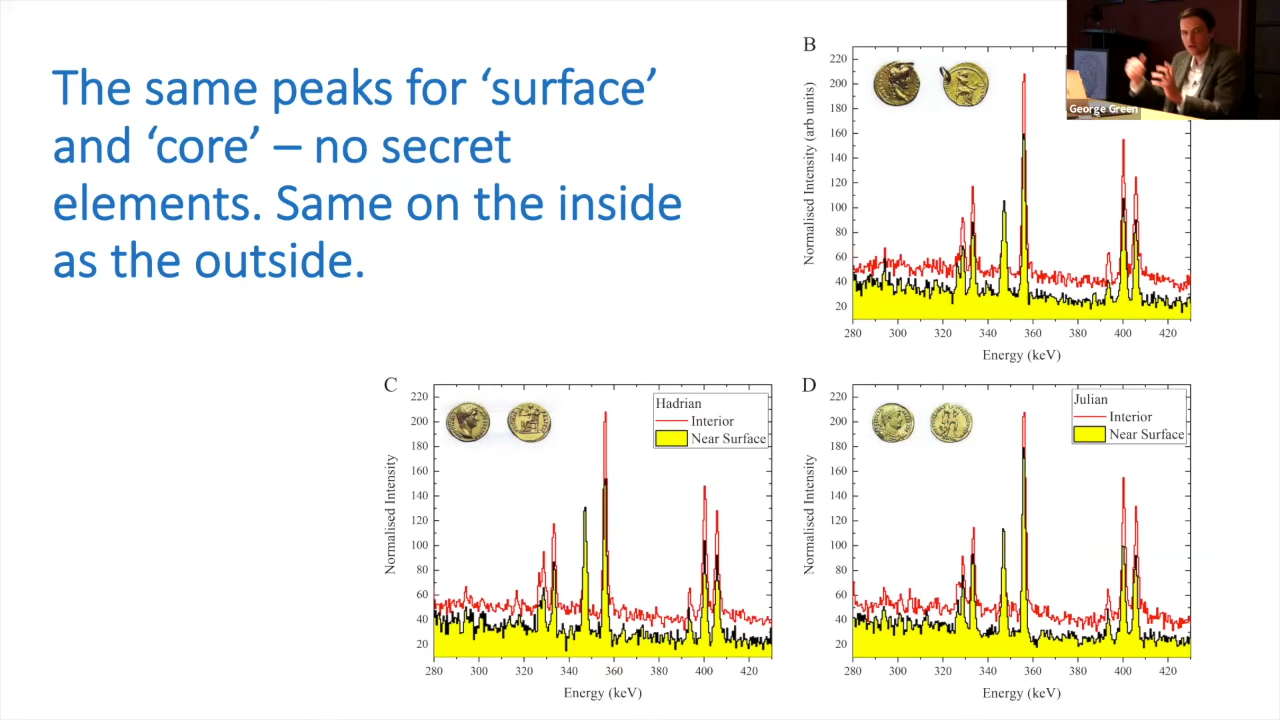 The same peaks for ‘surface’
and ‘core’ – no secret
elements. Same on the inside
as the outside.
George Green
B
Normalised Intensity (arb units)
220
200
180
160
140
120
100
80
60
40
20
280 300 320 340 360 380 400 420
Energy (keV)
C
Normalised Intensity
220
200
180
160
140
120
100
80
60
40
20
Hadrian
Interior
Near Surface
280 300 320 340 360 380 400 420
Energy (keV)
D
Normalised Intensity
220
200
180
160
140
120
100
80
60
40
20
Julian
Interior
Near Surface
280 300 320 340 360 380 400 420
Energy (keV)